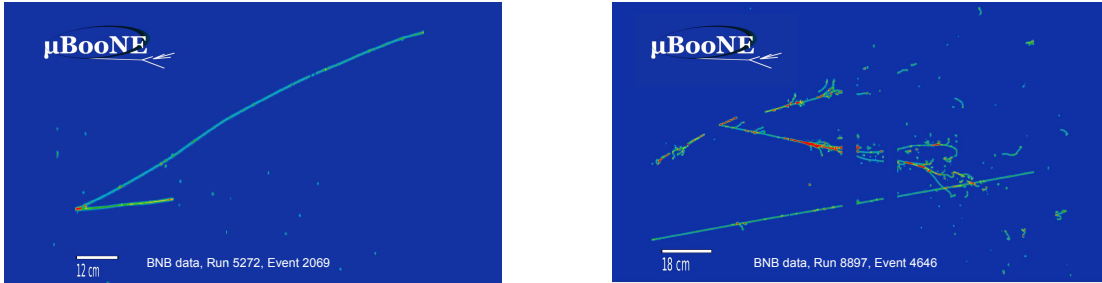 µBooNE
12 cm
BNB data, Run 5272, Event 2069
µBooNE
18 cm
BNB data, Run 8897, Event 4646